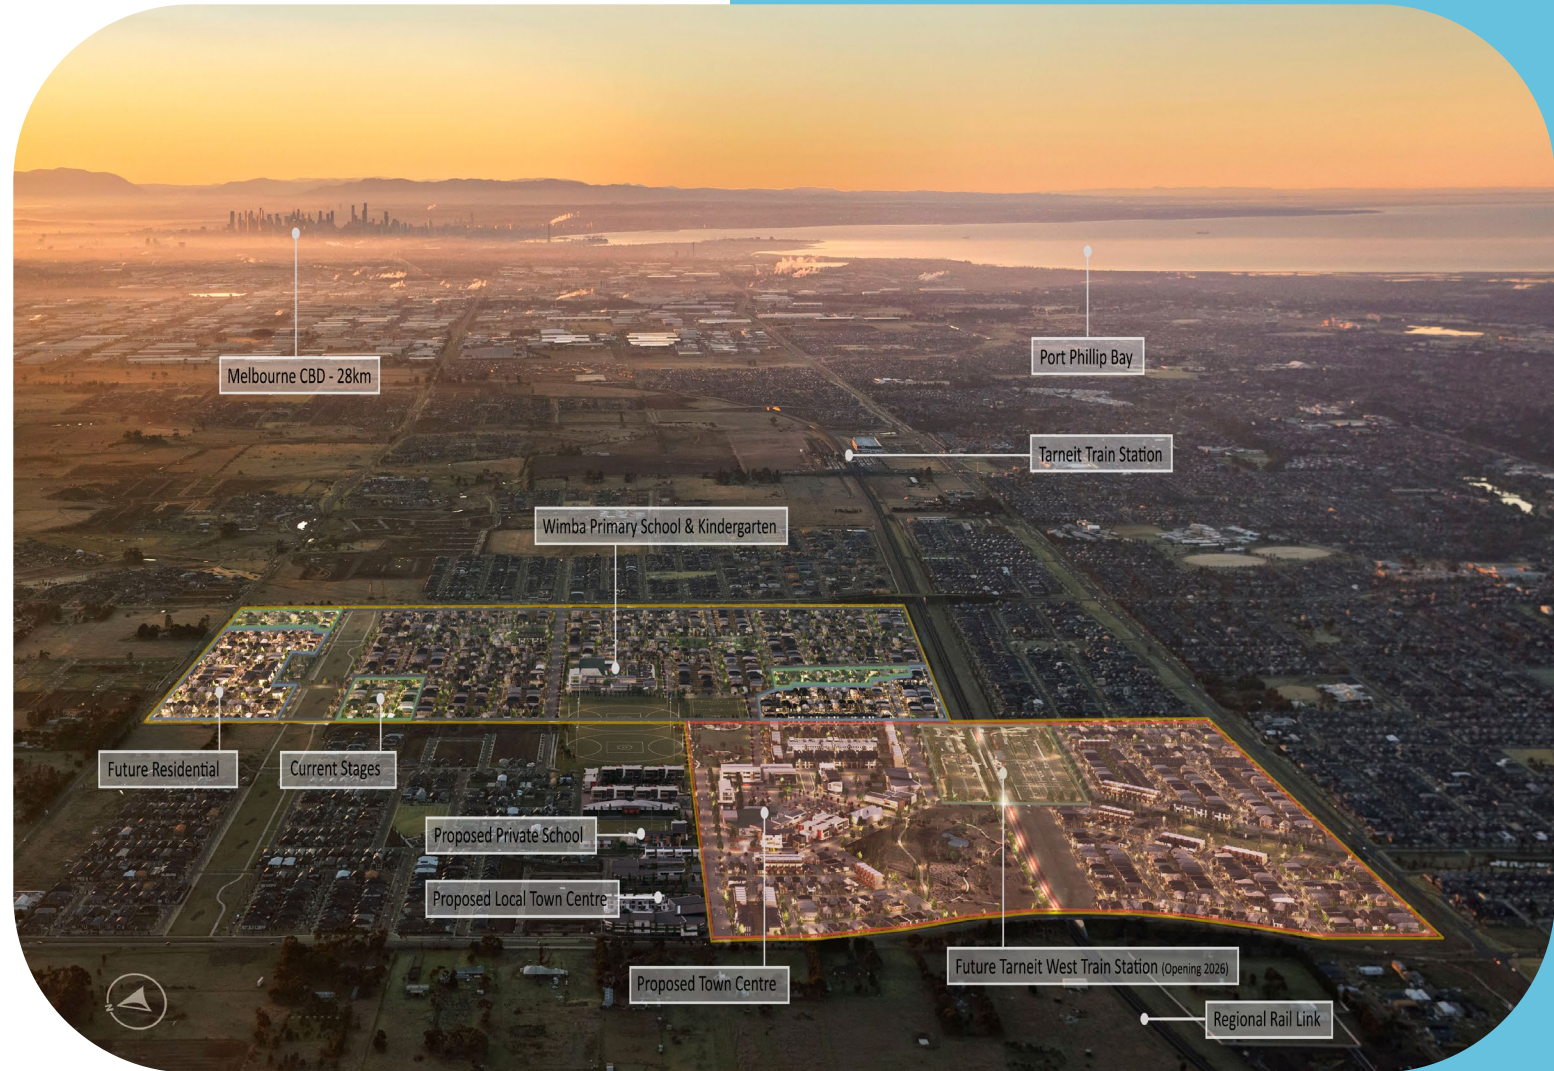 Melbourne CBD - 28km
Port Phillip Bay
Tarneit Train Station
Wimba Primary School & Kindergarten
Future Residential
Current Stages
Proposed Private School
Proposed Local Town Centre
Proposed Town Centre
Future Tarneit West Train Station (Opening 2026)
Regional Rail Link
N